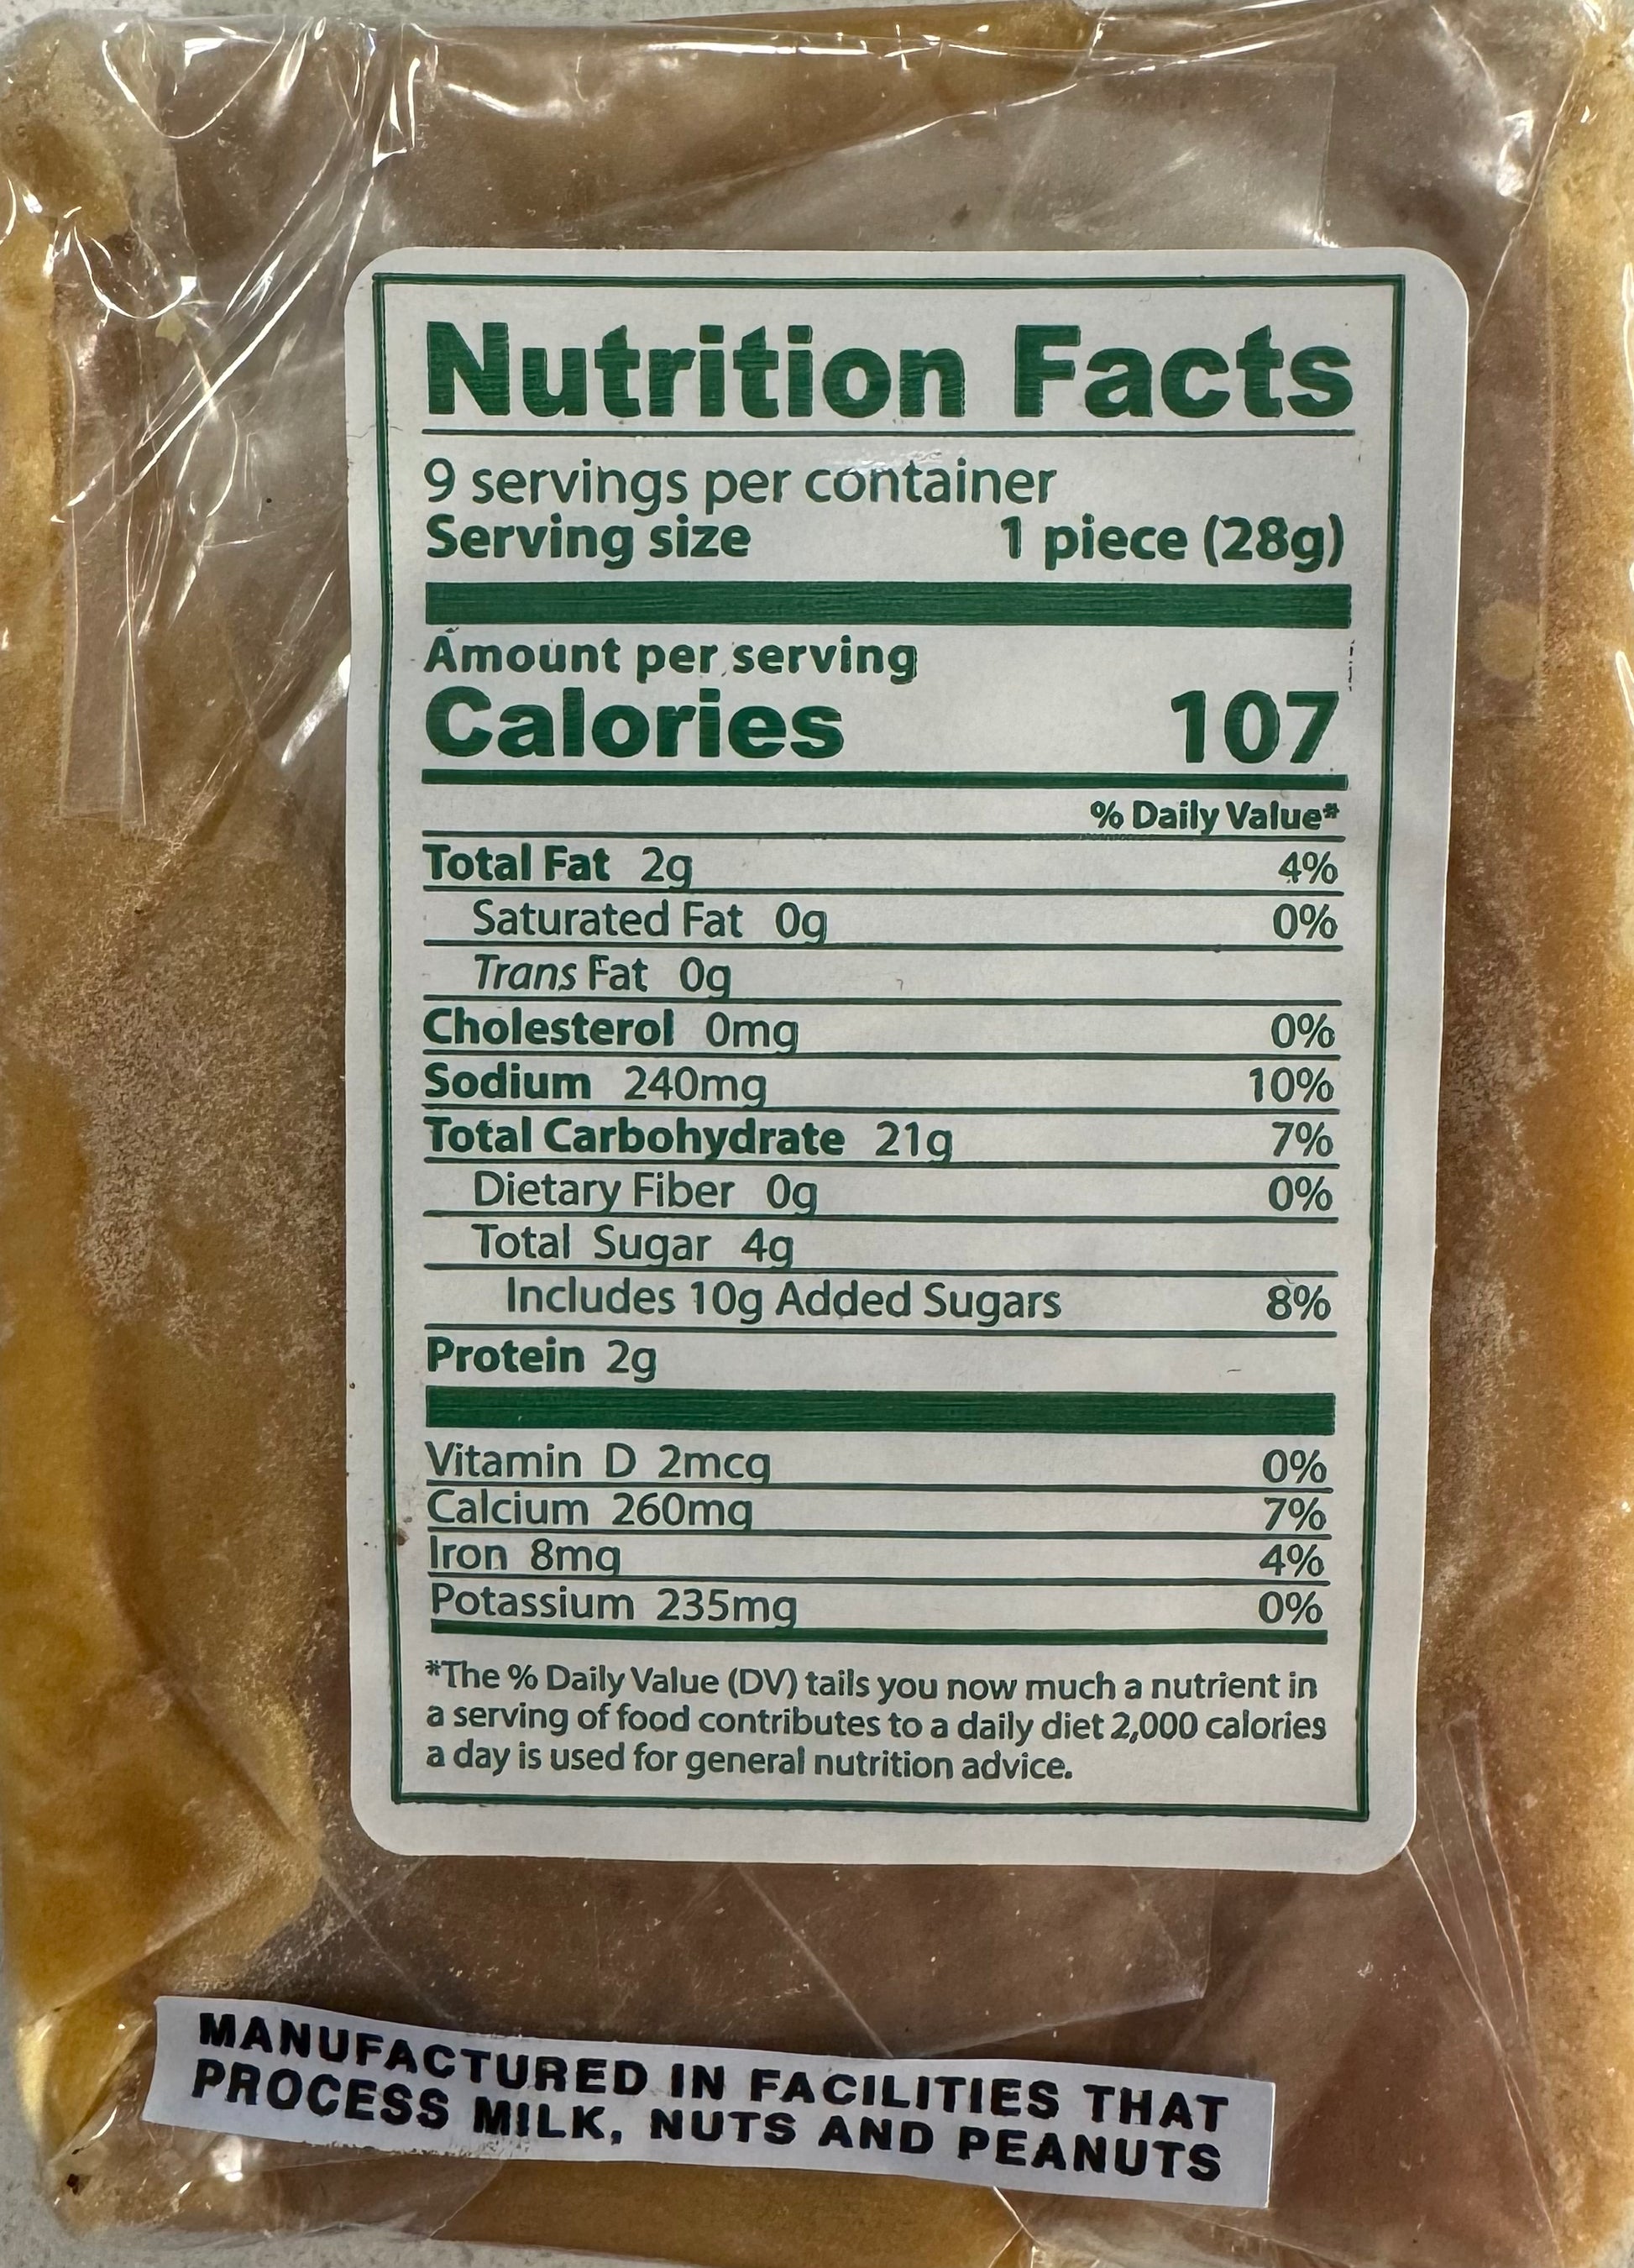 Nutrition Facts
9 servings per container
Serving size 1 piece (28g)
Amount per serving
Calories 107
% Daily Value*
Total Fat 2g 4%
Saturated Fat 0g 0%
Trans Fat 0g
Cholesterol 0mg 0%
Sodium 240mg 10%
Total Carbohydrate 21g 7%
Dietary Fiber 0g 0%
Total Sugar 4g
Includes 10g Added Sugars 8%
Protein 2g
Vitamin D 2mcg 0%
Calcium 260mg 7%
Iron 8mg 4%
Potassium 235mg 0%
*The % Daily Value (DV) tails you now much a nutrient in
a serving of food contributes to a daily diet 2,000 calories
a day is used for general nutrition advice.
MANUFACTURED IN FACILITIES THAT
PROCESS MILK, NUTS AND PEANUTS